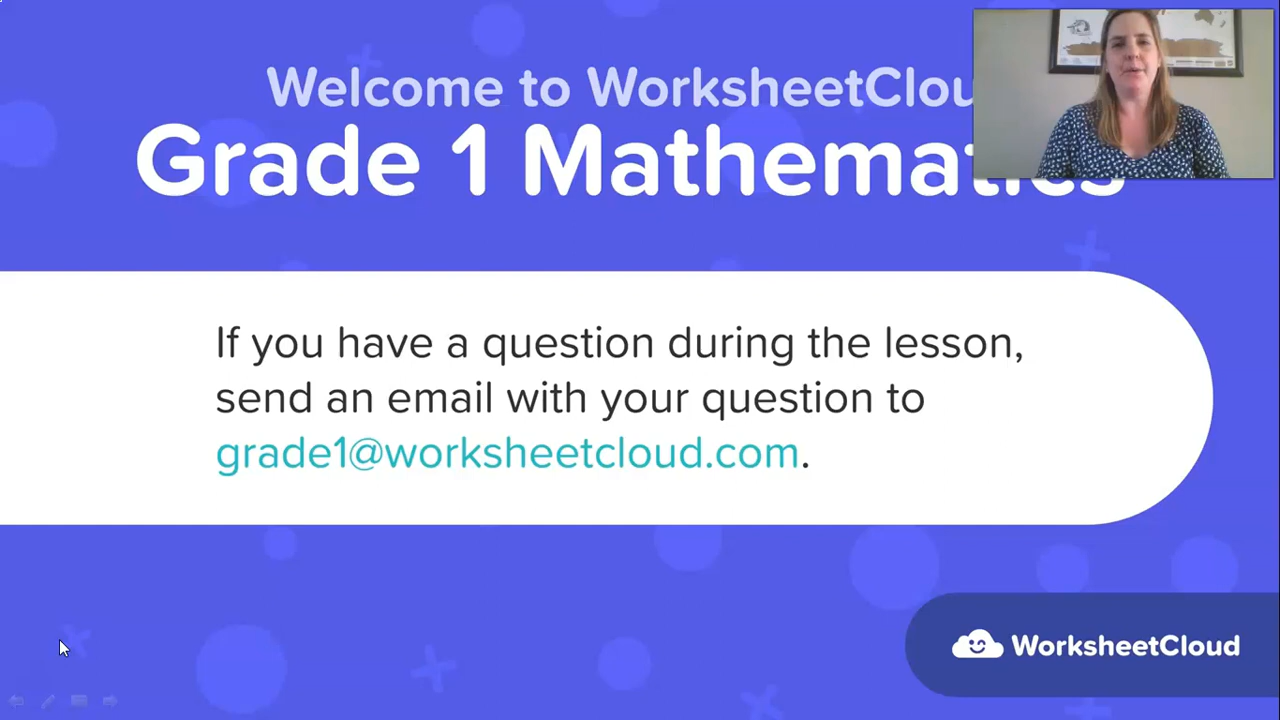 Welcome to WorksheetClou
Grade 1 Mathematics
If you have a question during the lesson,
send an email with your question to
grade1@worksheetcloud.com.
WorksheetCloud